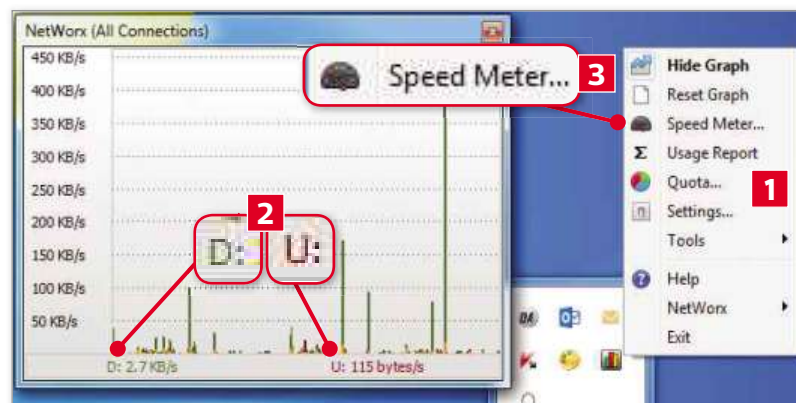 NetWorx (All Connections)
450 KB/s
400 KB/s
350 KB/s
300 KB/s
250 KB/s
200 KB/s
150 KB/s
100 KB/s
50 KB/s
D: 2.7 KB/s
U: 115 bytes/s
2
D:
U:
Speed Meter... 3
Hide Graph
Reset Graph
Speed Meter...
Σ Usage Report
Quota...
1
Settings...
Tools
Help
NetWorx
Exit